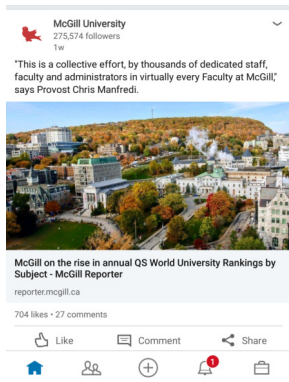 McGill University
275,574 followers
1w
"This is a collective effort, by thousands of dedicated staff,
faculty and administrators in virtually every Faculty at McGill,"
says Provost Chris Manfredi.
McGill on the rise in annual QS World University Rankings by
Subject - McGill Reporter
reporter.mcgill.ca
704 likes • 27 comments
Like Comment Share
1